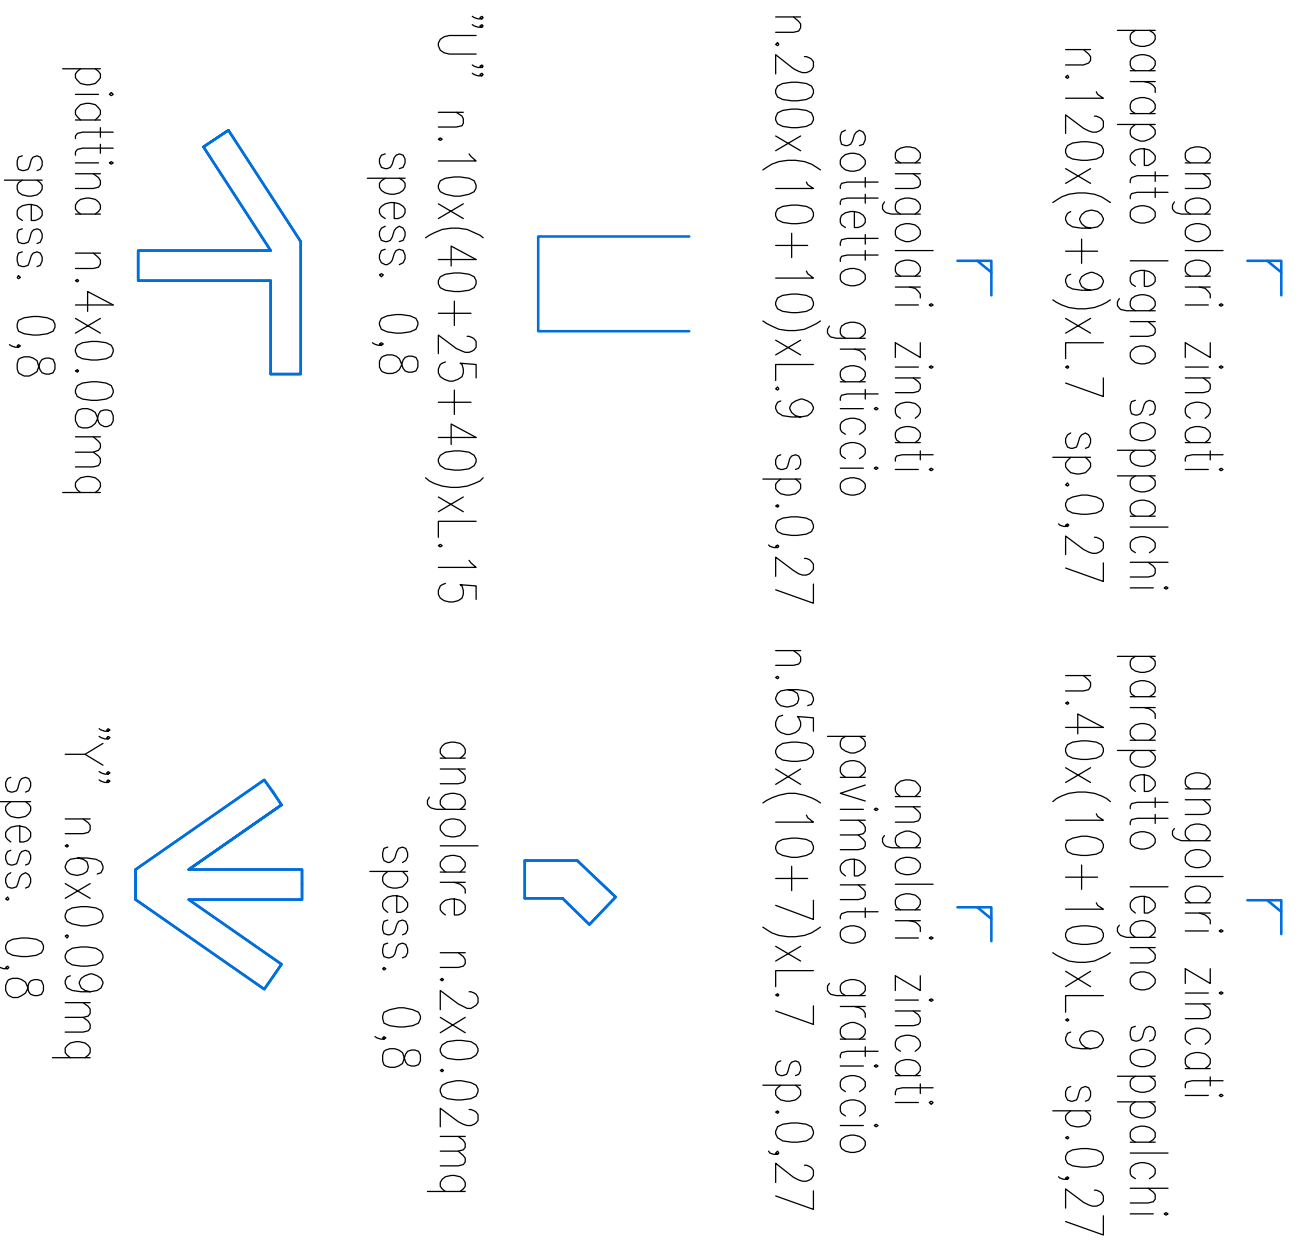 angolari zincati
parapetto legno soppalchi
n.120x(9+9)xL.7 sp.0,27
angolari zincati
parapetto legno soppalchi
n.40x(10+10)xL.9 sp.0,27
angolari zincati
sottetto graticcio
n.200x(10+10)xL.9 sp.0,27
angolari zincati
pavimento graticcio
n.650x(10+7)xL.7 sp.0,27
"U" n.10x(40+25+40)xL.15
spess. 0,8
angolare n.2x0.02mq
spess. 0,8
piattina n.4x0.08mq
spess. 0,8
"Y" n.6x0.09mq
spess. 0,8